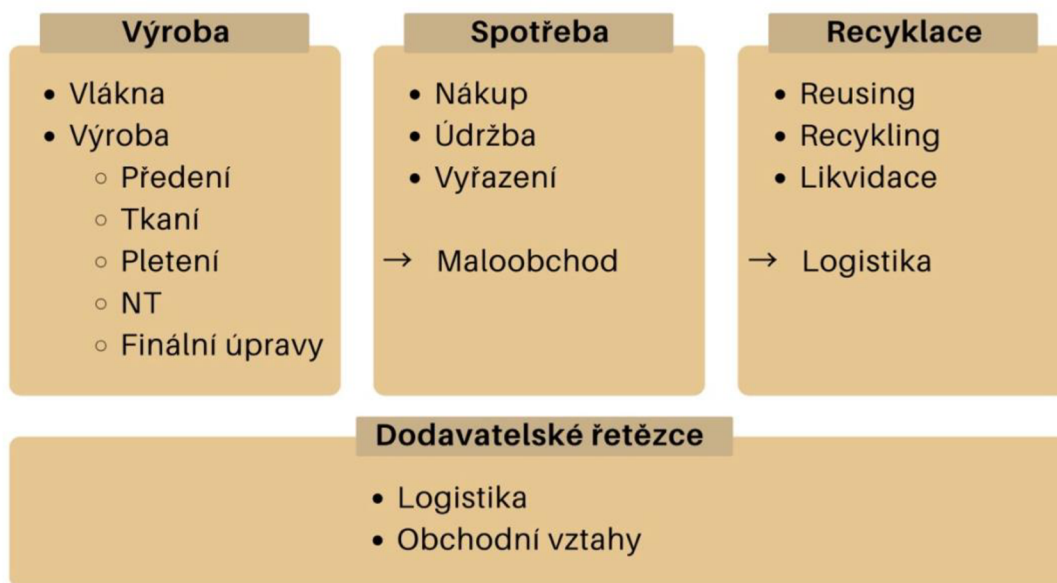 Výroba
• Vlákna
• Výroba
◦ Předení
◦ Tkaní
◦ Pletení
◦ NT
◦ Finální úpravy
Spotřeba
• Nákup
• Údržba
• Vyřazení
→ Maloobchod
Recyklace
• Reusing
• Recykling
• Likvidace
→ Logistika
Dodavatelské řetězce
• Logistika
• Obchodní vztahy